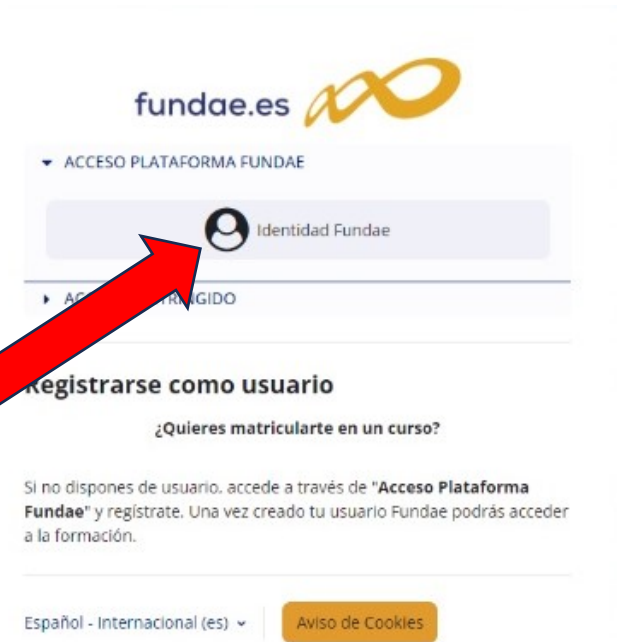 fundae.es
ACCESO PLATAFORMA FUNDAE
Identidad Fundae
Registrarse como usuario
¿Quieres matricularte en un curso?
Si no dispones de usuario, accede a través de "Acceso Plataforma
Fundae" y regístrate. Una vez creado tu usuario Fundae podrás acceder
a la formación.
Español - Internacional (es)
Aviso de Cookies